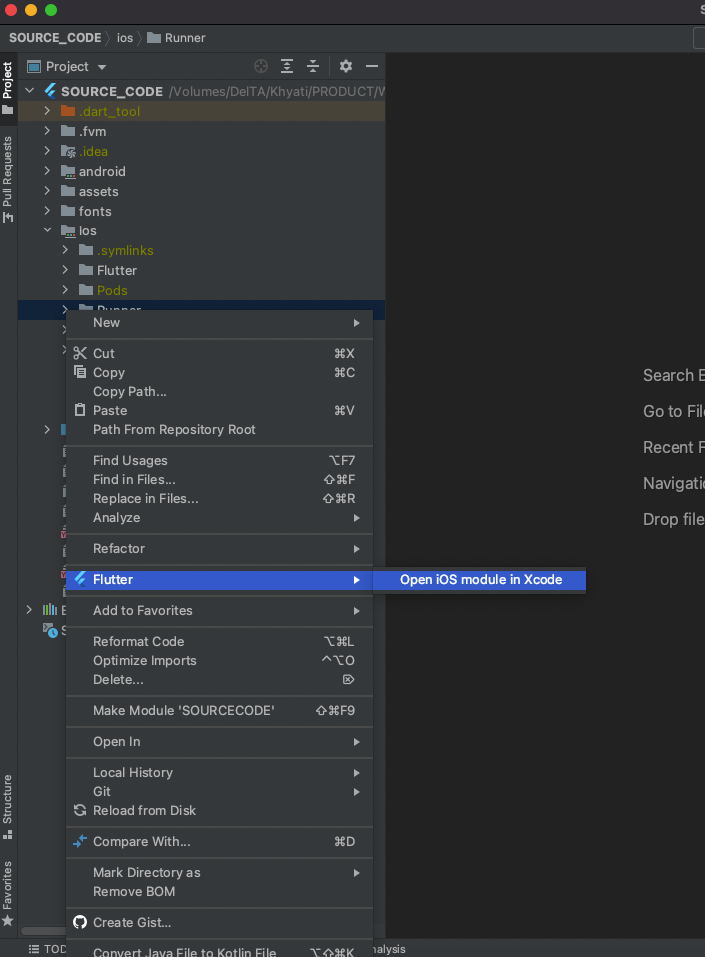 S
SOURCE_CODE ios Runner
Project
Pull Requests
Structure
Favorites
Project
SOURCE_CODE /Volumes/DelTA/Khyati/PRODUCT/W
.dart_tool
.fvm
.idea
android
assets
fonts
ios
.symlinks
Flutter
Pods
Runner
New
Cut ⌘X
Copy ⌘C
Copy Path...
Paste ⌘V
Path From Repository Root
Find Usages ⌥F7
Find in Files... ⇧⌘F
Replace in Files... ⇧⌘R
Analyze
Refactor
Flutter
Open iOS module in Xcode
Add to Favorites
Reformat Code ⌥⌘L
Optimize Imports ^⌥O
Delete... ⌦
Make Module 'SOURCECODE' ⇧⌘F9
Open In
Local History
Git
Reload from Disk
Compare With... ⌘D
Mark Directory as
Remove BOM
Create Gist...
Convert Java File to Kotlin File ⌥⇧⌘K
Search E
Go to File
Recent F
Navigatio
Drop file
TOD
nalysis